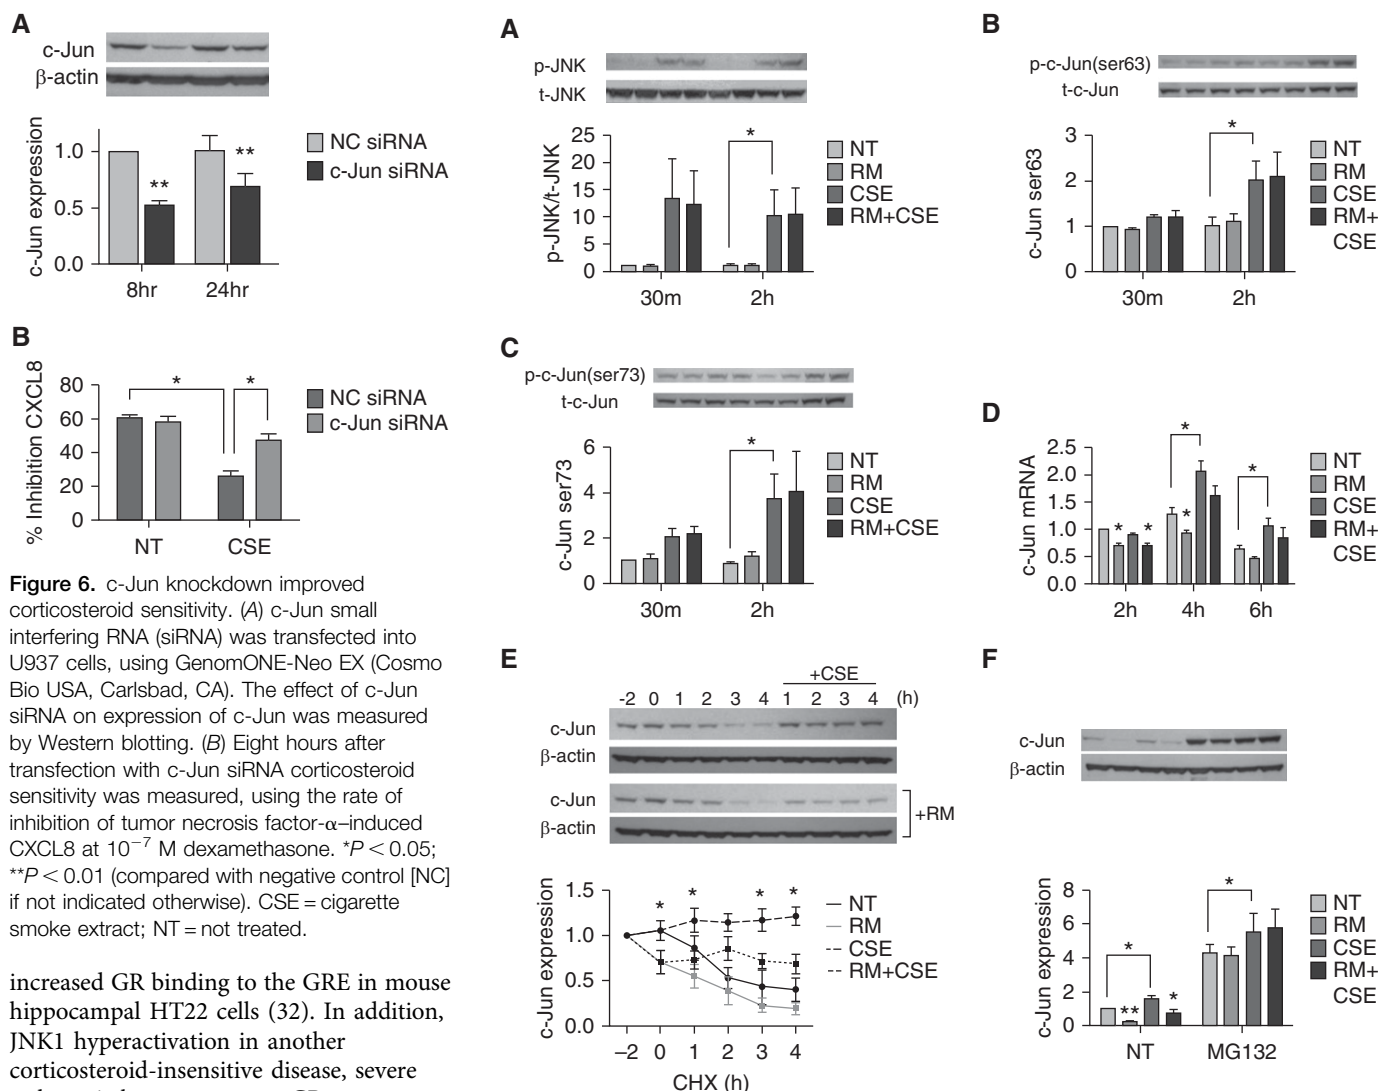 A
c-Jun
β-actin
c-Jun expression
1.0
0.5
0.0
**
**
8hr 24hr
NC siRNA
c-Jun siRNA
B
% Inhibition CXCL8
80
60
40
20
0
*
*
NT CSE
NC siRNA
c-Jun siRNA
Figure 6. c-Jun knockdown improved
corticosteroid sensitivity. (A) c-Jun small
interfering RNA (siRNA) was transfected into
U937 cells, using GenomONE-Neo EX (Cosmo
Bio USA, Carlsbad, CA). The effect of c-Jun
siRNA on expression of c-Jun was measured
by Western blotting. (B) Eight hours after
transfection with c-Jun siRNA corticosteroid
sensitivity was measured, using the rate of
inhibition of tumor necrosis factor-α–induced
CXCL8 at 10⁻⁷ M dexamethasone. *P < 0.05;
**P < 0.01 (compared with negative control [NC]
if not indicated otherwise). CSE = cigarette
smoke extract; NT = not treated.
increased GR binding to the GRE in mouse
hippocampal HT22 cells (32). In addition,
JNK1 hyperactivation in another
corticosteroid-insensitive disease, severe
A
p-JNK
t-JNK
p-JNK/t-JNK
25
20
15
10
5
0
*
30m 2h
NT
RM
CSE
RM+CSE
B
p-c-Jun(ser63)
t-c-Jun
c-Jun ser63
3
2
1
0
*
30m 2h
NT
RM
CSE
RM+
CSE
C
p-c-Jun(ser73)
t-c-Jun
c-Jun ser73
6
4
2
0
*
30m 2h
NT
RM
CSE
RM+CSE
D
c-Jun mRNA
2.5
2.0
1.5
1.0
0.5
0.0
* *
* *
*
2h 4h 6h
NT
RM
CSE
RM+
CSE
E
+CSE
-2 0 1 2 3 4 1 2 3 4 (h)
c-Jun
β-actin
c-Jun
β-actin
+RM
c-Jun expression
1.5
1.0
0.5
0.0
* * * *
−2 0 1 2 3 4
CHX (h)
NT
RM
CSE
RM+CSE
F
c-Jun
β-actin
c-Jun expression
8
6
4
2
0
*
** *
*
NT MG132
NT
RM
CSE
RM+
CSE